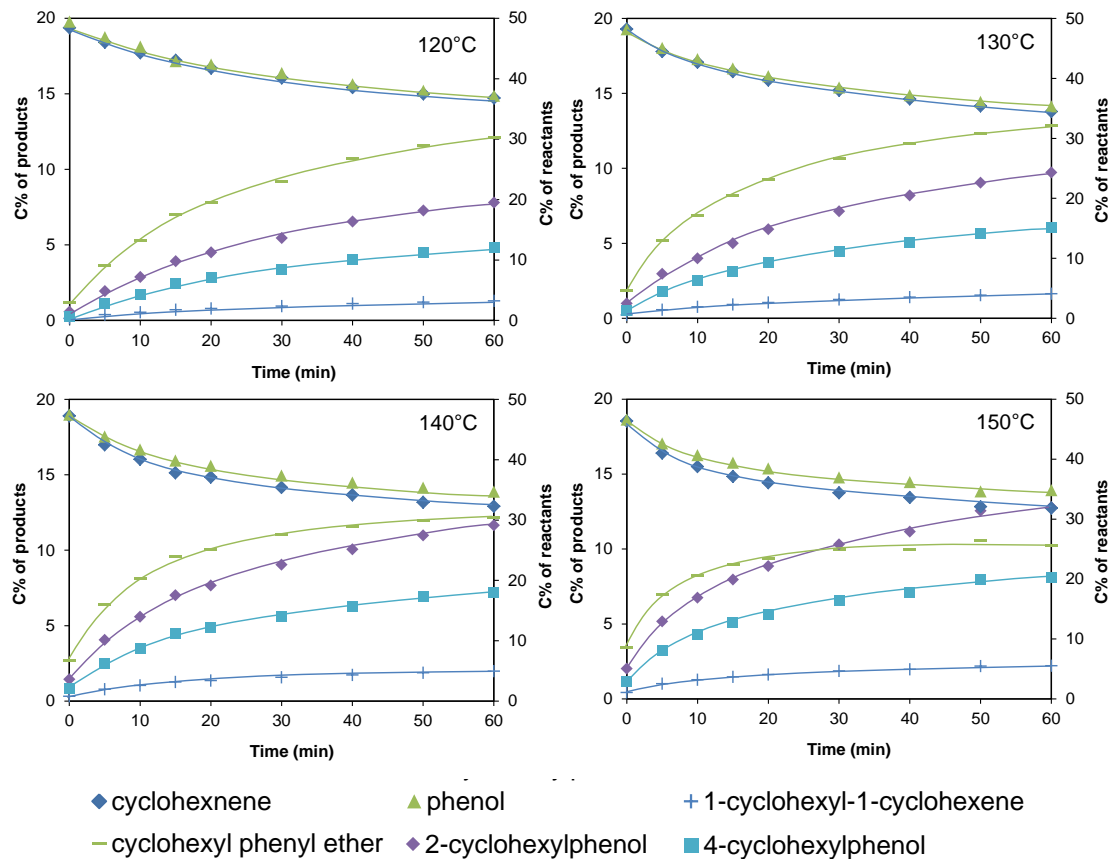 120°C
20
15
10
5
0
C% of products
50
40
30
20
10
0
C% of reactants
0 10 20 30 40 50 60
Time (min)
130°C
20
15
10
5
0
C% of products
50
40
30
20
10
0
C% of reactants
0 10 20 30 40 50 60
Time (min)
140°C
20
15
10
5
0
C% of products
50
40
30
20
10
0
C% of reactants
0 10 20 30 40 50 60
Time (min)
150°C
20
15
10
5
0
C% of products
50
40
30
20
10
0
C% of reactants
0 10 20 30 40 50 60
Time (min)
cyclohexnene phenol 1-cyclohexyl-1-cyclohexene
cyclohexyl phenyl ether 2-cyclohexylphenol 4-cyclohexylphenol